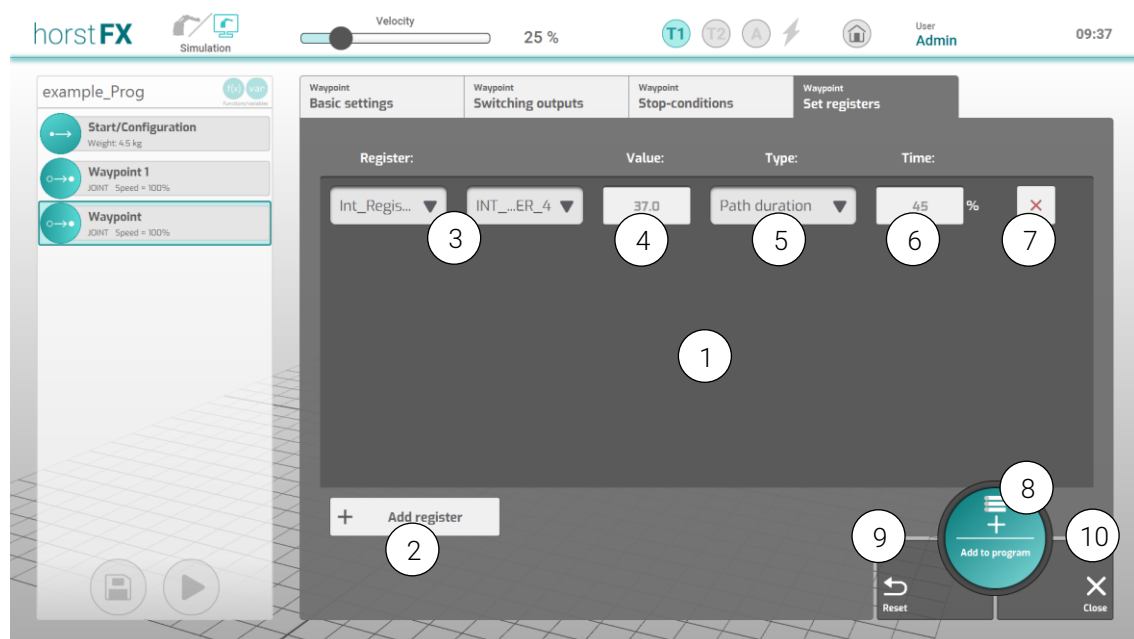 horstFX
Simulation
Velocity
25 %
T1
T2
A
User
Admin
09:37
example_Prog
f(x)
var
Functions/variables
Start/Configuration
Weight: 4.5 kg
Waypoint 1
JOINT Speed = 100%
Waypoint
JOINT Speed = 100%
Waypoint
Basic settings
Waypoint
Switching outputs
Waypoint
Stop-conditions
Waypoint
Set registers
Register:
Value:
Type:
Time:
Int_Regis...
INT_...ER_4
37.0
Path duration
45
%
3
4
5
6
7
1
Add register
2
8
Add to program
9
10
Reset
Close